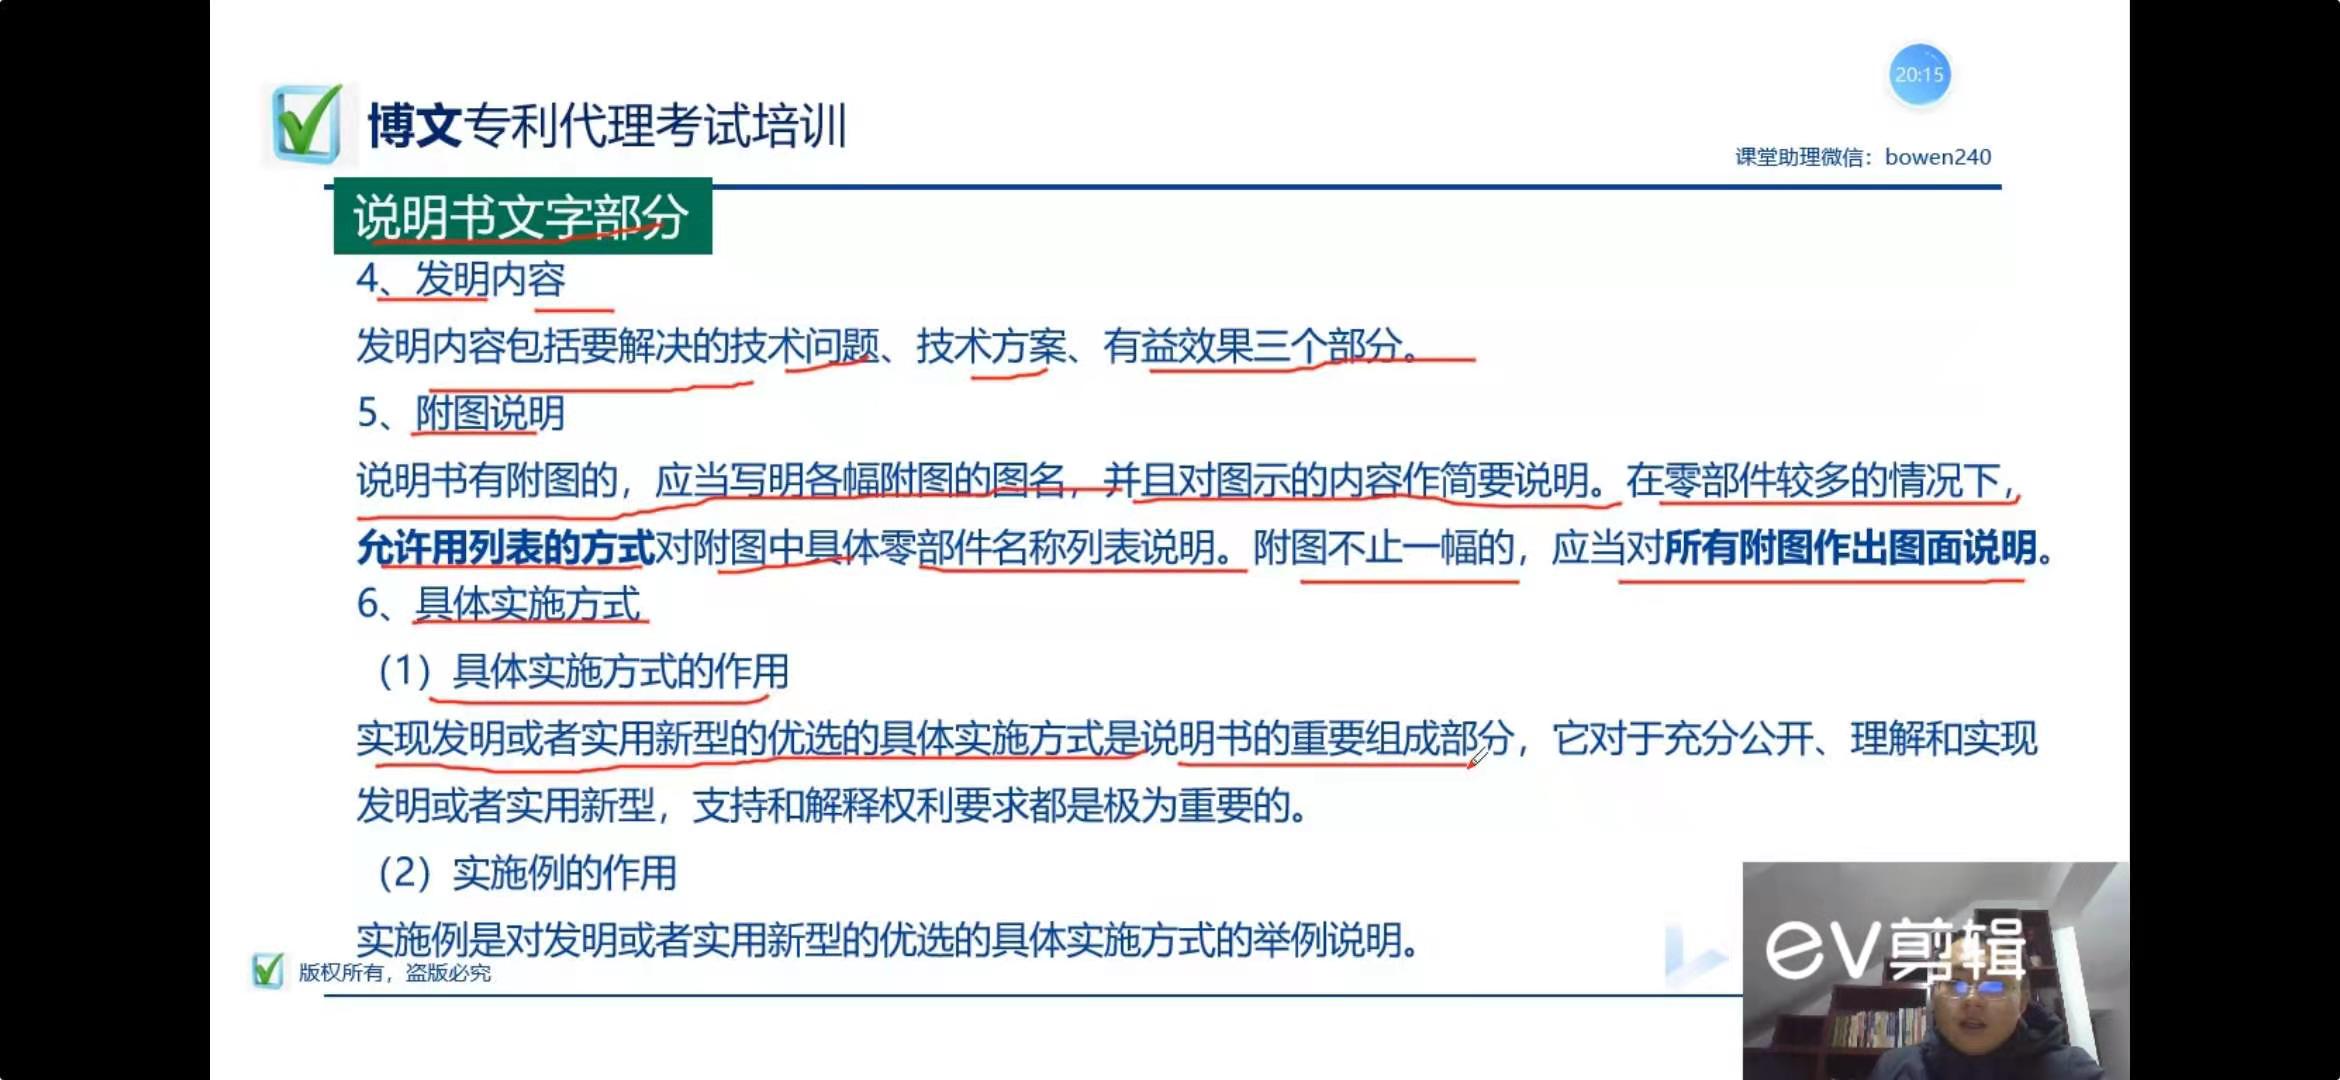 20:15
博文专利代理考试培训
课堂助理微信：bowen240
说明书文字部分
4、发明内容
发明内容包括要解决的技术问题、技术方案、有益效果三个部分。
5、附图说明
说明书有附图的，应当写明各幅附图的图名，并且对图示的内容作简要说明。在零部件较多的情况下，
允许用列表的方式对附图中具体零部件名称列表说明。附图不止一幅的，应当对所有附图作出图面说明。
6、具体实施方式
（1）具体实施方式的作用
实现发明或者实用新型的优选的具体实施方式是说明书的重要组成部分，它对于充分公开、理解和实现
发明或者实用新型，支持和解释权利要求都是极为重要的。
（2）实施例的作用
实施例是对发明或者实用新型的优选的具体实施方式的举例说明。
版权所有，盗版必究
eV剪辑